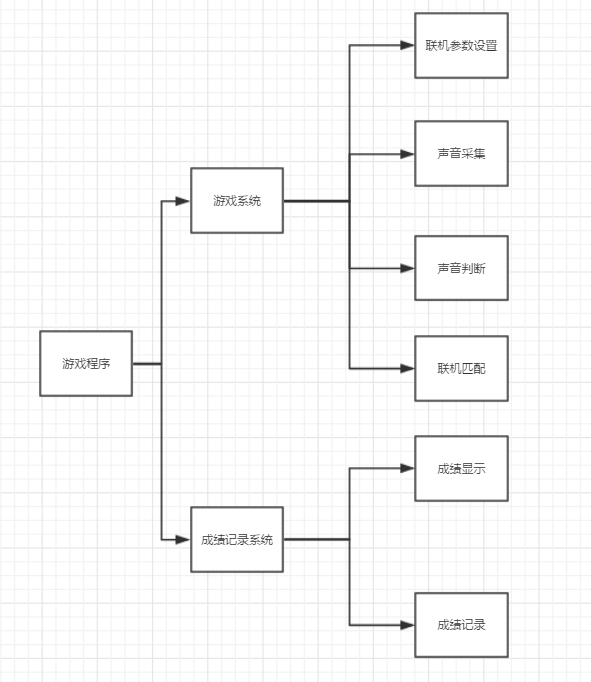 联机参数设置
声音采集
游戏系统
声音判断
游戏程序
联机匹配
成绩显示
成绩记录系统
成绩记录